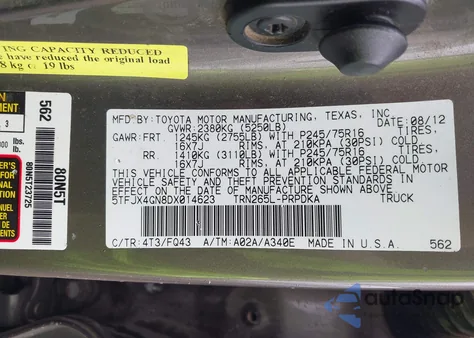 ING CAPACITY REDUCED
have reduced the original load
8 kg or 19 lbs
MFD. BY: TOYOTA MOTOR MANUFACTURING, TEXAS, INC.
GVWR: 2380KG (5250LB) 08/12
GAWR: FRT. 1245KG (2755LB) WITH P245/75R16 TIRES
16X7J RIMS, AT 210KPA (30PSI) COLD
RR. 1410KG (3110LB) WITH P245/75R16 TIRES
16X7J RIMS, AT 210KPA (30PSI) COLD
THIS VEHICLE CONFORMS TO ALL APPLICABLE FEDERAL MOTOR
VEHICLE SAFETY AND THEFT PREVENTION STANDARDS IN
EFFECT ON THE DATE OF MANUFACTURE SHOWN ABOVE.
5TFJX4GN8DX014623 TRN265L-PRPDKA TRUCK
C/TR: 4T3/FQ43 A/TM: A02A/A340E MADE IN U.S.A. 562
562
80N5T
autoSnap